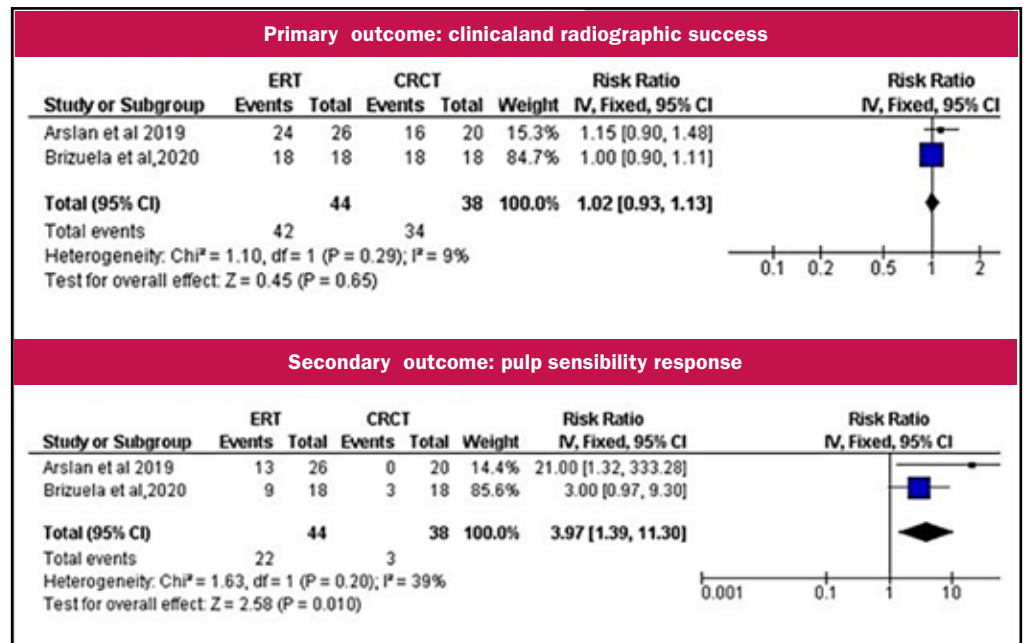 Primary outcome: clinicaland radiographic success
ERT CRCT Risk Ratio Risk Ratio
Study or Subgroup Events Total Events Total Weight IV, Fixed, 95% CI IV, Fixed, 95% CI
Arslan et al 2019 24 26 16 20 15.3% 1.15 [0.90, 1.48]
Brizuela et al,2020 18 18 18 18 84.7% 1.00 [0.90, 1.11]
Total (95% CI) 44 38 100.0% 1.02 [0.93, 1.13]
Total events 42 34
Heterogeneity: Chi² = 1.10, df = 1 (P = 0.29); I² = 9%
Test for overall effect: Z = 0.45 (P = 0.65)
0.1 0.2 0.5 1 2
Secondary outcome: pulp sensibility response
ERT CRCT Risk Ratio Risk Ratio
Study or Subgroup Events Total Events Total Weight IV, Fixed, 95% CI IV, Fixed, 95% CI
Arslan et al 2019 13 26 0 20 14.4% 21.00 [1.32, 333.28]
Brizuela et al,2020 9 18 3 18 85.6% 3.00 [0.97, 9.30]
Total (95% CI) 44 38 100.0% 3.97 [1.39, 11.30]
Total events 22 3
Heterogeneity: Chi² = 1.63, df = 1 (P = 0.20); I² = 39%
Test for overall effect: Z = 2.58 (P = 0.010)
0.001 0.1 1 10